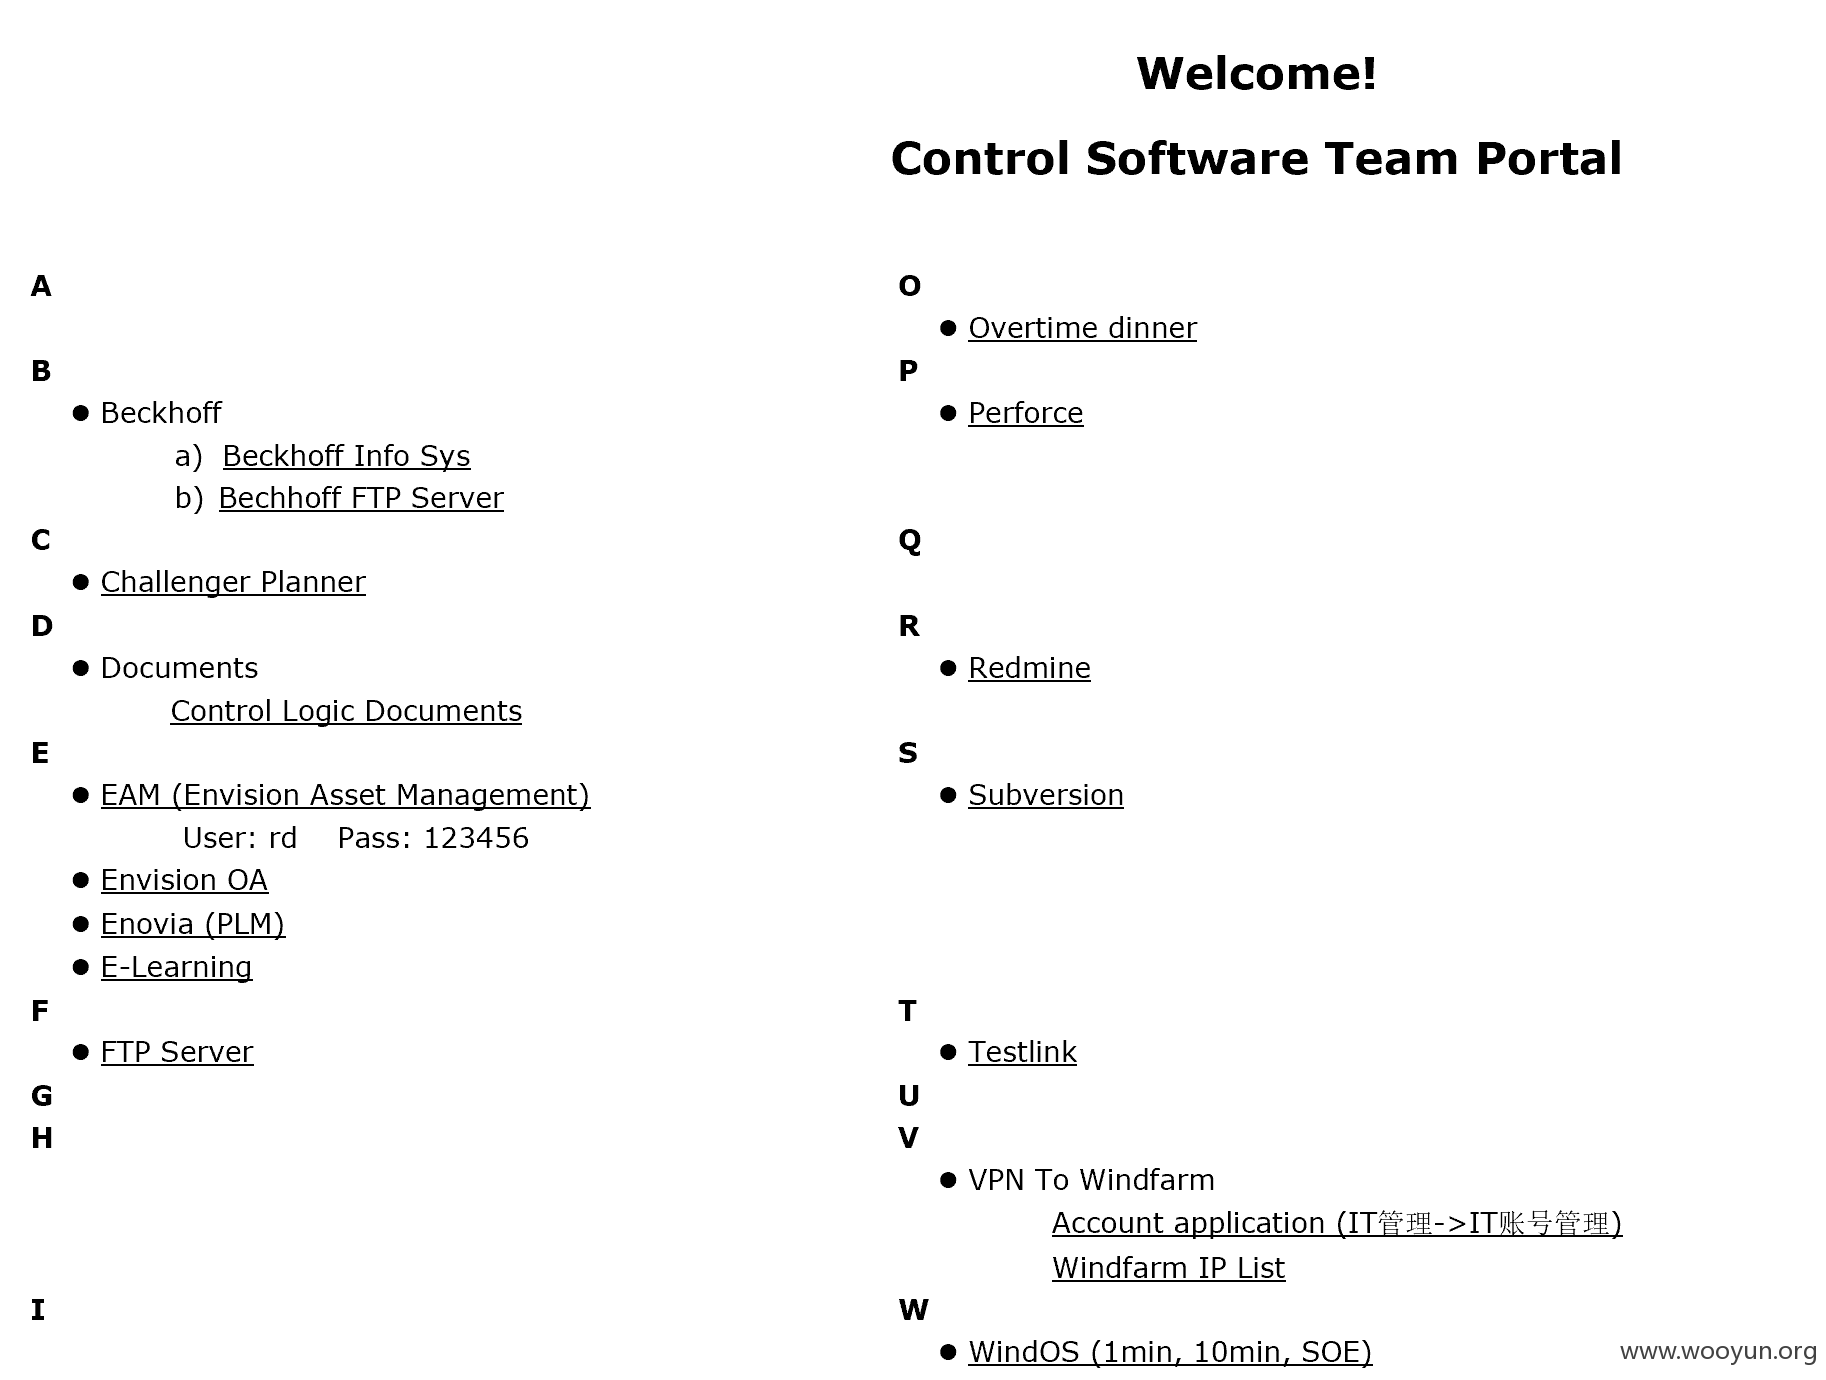 Welcome!
Control Software Team Portal
A
B
● Beckhoff
a) Beckhoff Info Sys
b) Bechhoff FTP Server
C
● Challenger Planner
D
● Documents
Control Logic Documents
E
● EAM (Envision Asset Management)
User: rd Pass: 123456
● Envision OA
● Enovia (PLM)
● E-Learning
F
● FTP Server
G
H
I
O
● Overtime dinner
P
● Perforce
Q
R
● Redmine
S
● Subversion
T
● Testlink
U
V
● VPN To Windfarm
Account application (IT管理->IT账号管理)
Windfarm IP List
W
● WindOS (1min, 10min, SOE)
www.wooyun.org